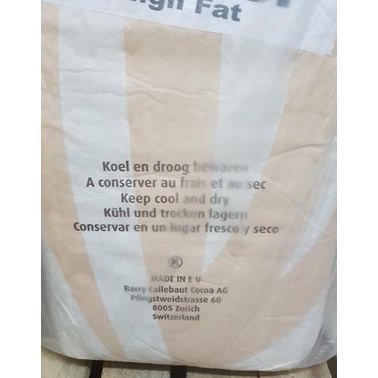 High Fat
Koel en droog bewaren
A conserver au frais et au sec
Keep cool and dry
Kühl und trocken lagern
Conservar en un lugar fresco y seco
K
MADE IN E U
Barry Callebaut Cocoa AG
Pfingstweidstrasse 60
8005 Zurich
Switzerland